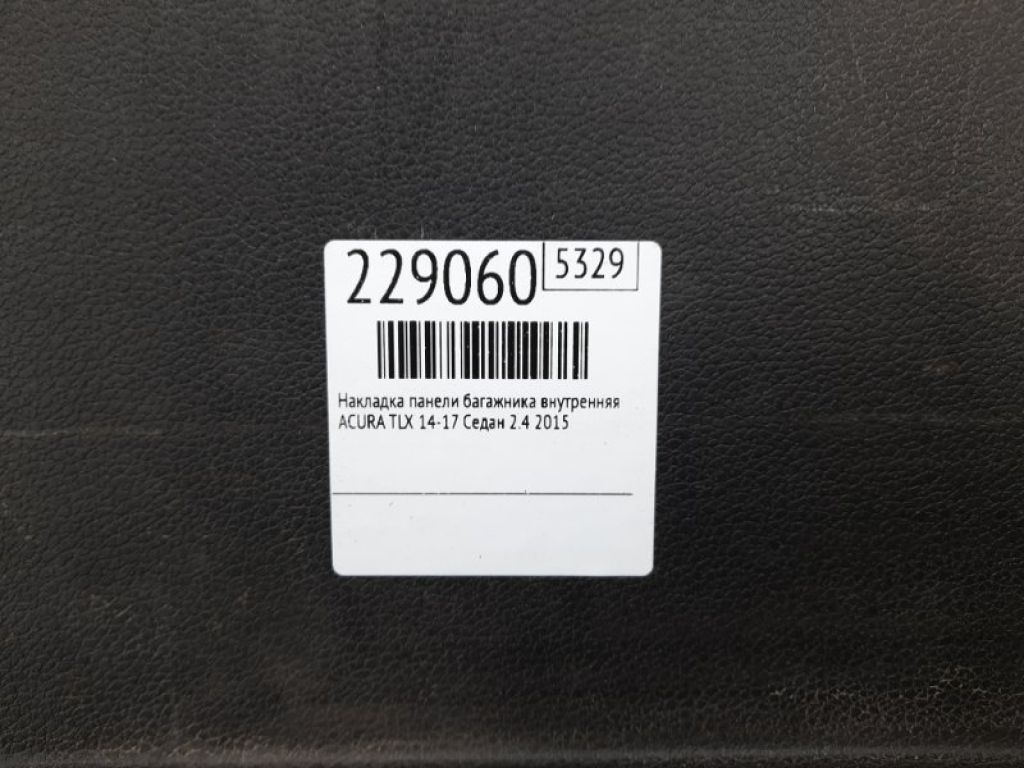 229060 5329
Накладка панели багажника внутренняя
ACURA TLX 14-17 Седан 2.4 2015